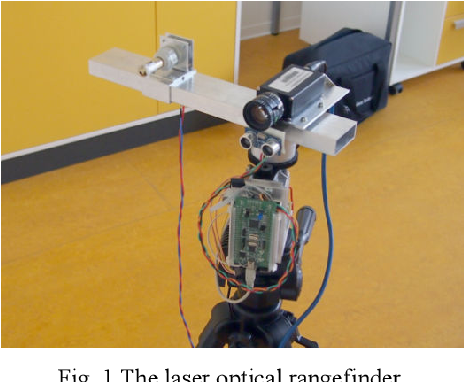 Fig. 1 The laser optical rangefinder